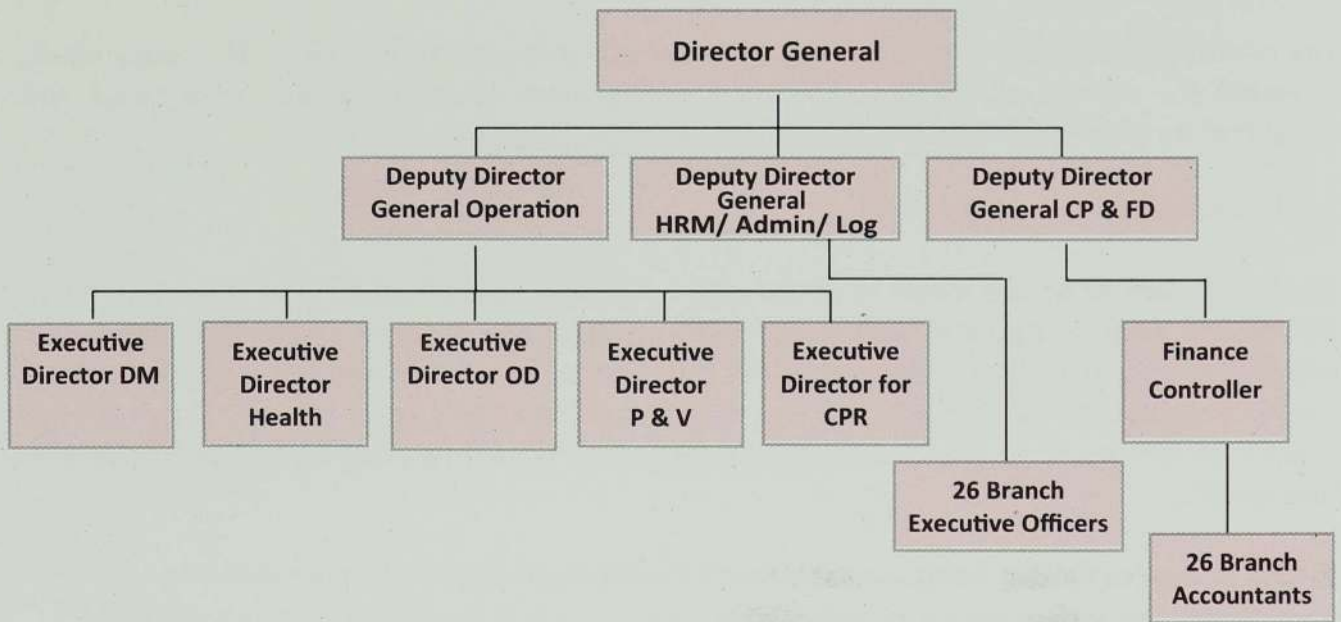 Director General
Deputy Director
General Operation
Deputy Director
General
HRM/ Admin/ Log
Deputy Director
General CP & FD
Executive
Director DM
Executive
Director
Health
Executive
Director OD
Executive
Director
P & V
Executive
Director for
CPR
Finance
Controller
26 Branch
Executive Officers
26 Branch
Accountants